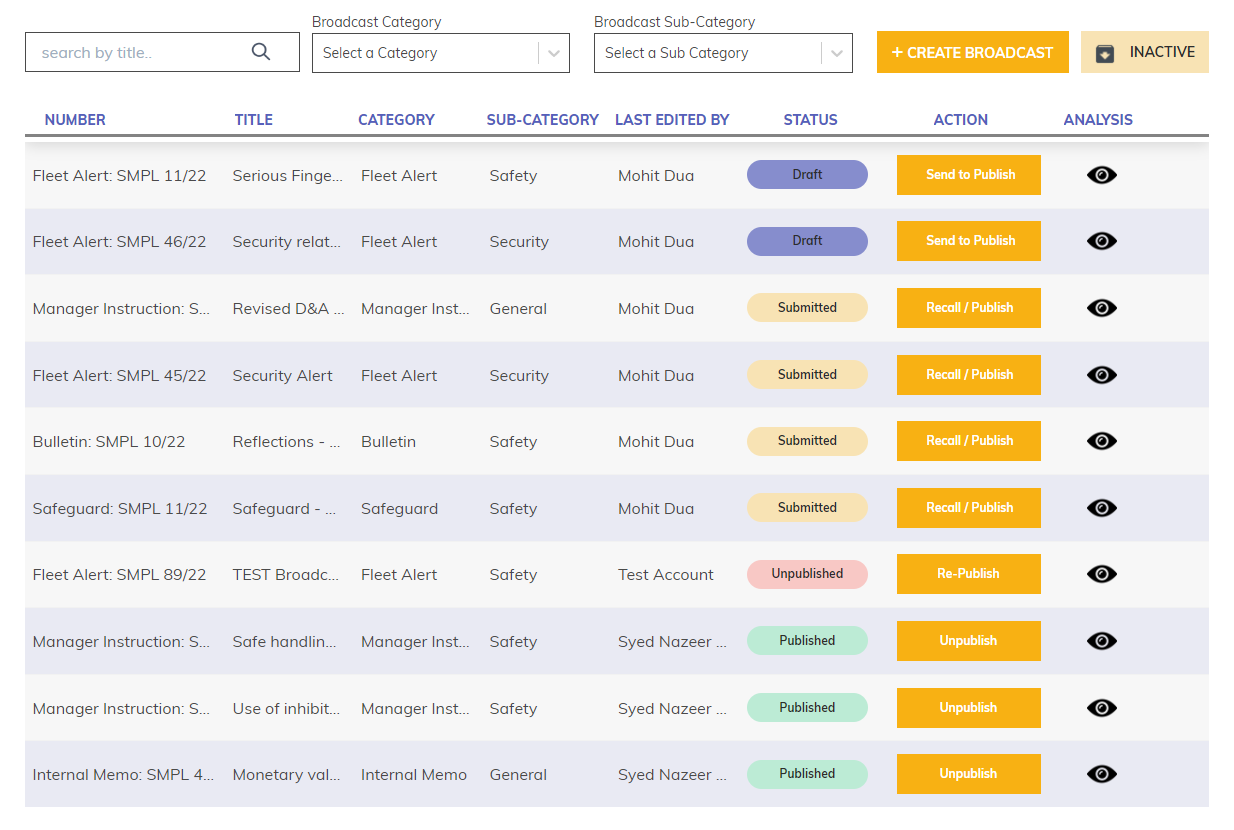 Broadcast Category Broadcast Sub-Category
search by title.. Select a Category Select a Sub Category + CREATE BROADCAST INACTIVE
NUMBER TITLE CATEGORY SUB-CATEGORY LAST EDITED BY STATUS ACTION ANALYSIS
Fleet Alert: SMPL 11/22 Serious Finge... Fleet Alert Safety Mohit Dua Draft Send to Publish
Fleet Alert: SMPL 46/22 Security relat... Fleet Alert Security Mohit Dua Draft Send to Publish
Manager Instruction: S... Revised D&A ... Manager Inst... General Mohit Dua Submitted Recall / Publish
Fleet Alert: SMPL 45/22 Security Alert Fleet Alert Security Mohit Dua Submitted Recall / Publish
Bulletin: SMPL 10/22 Reflections - ... Bulletin Safety Mohit Dua Submitted Recall / Publish
Safeguard: SMPL 11/22 Safeguard - ... Safeguard Safety Mohit Dua Submitted Recall / Publish
Fleet Alert: SMPL 89/22 TEST Broadc... Fleet Alert Safety Test Account Unpublished Re-Publish
Manager Instruction: S... Safe handlin... Manager Inst... Safety Syed Nazeer ... Published Unpublish
Manager Instruction: S... Use of inhibit... Manager Inst... Safety Syed Nazeer ... Published Unpublish
Internal Memo: SMPL 4... Monetary val... Internal Memo General Syed Nazeer ... Published Unpublish